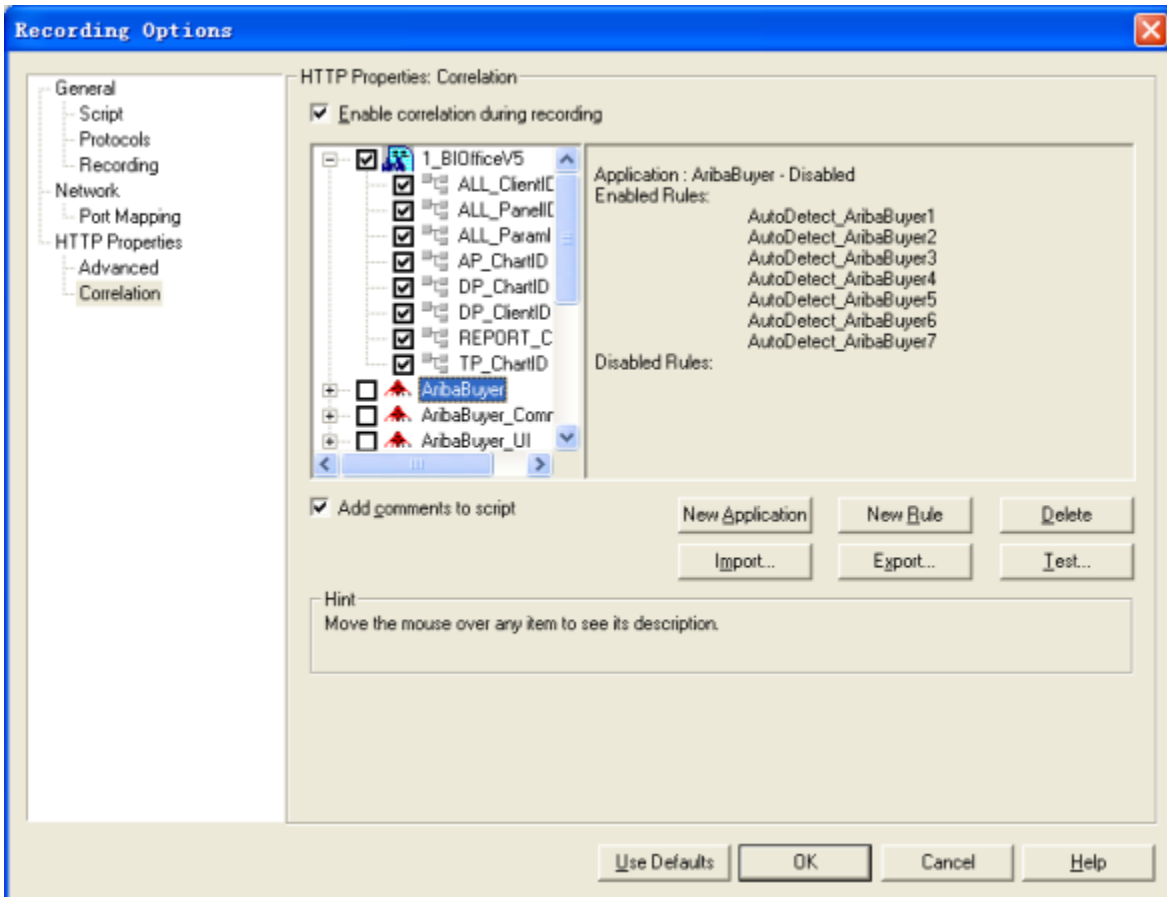 Recording Options
General
Script
Protocols
Recording
Network
Port Mapping
HTTP Properties
Advanced
Correlation
HTTP Properties: Correlation
Enable correlation during recording
1_BIOfficeV5
ALL_ClientID
ALL_PanelID
ALL_ParamI
AP_ChartID
DP_ChartID
DP_ClientID
REPORT_C
TP_ChartID
AribaBuyer
AribaBuyer_Comr
AribaBuyer_UI
Application : AribaBuyer - Disabled
Enabled Rules:
AutoDetect_AribaBuyer1
AutoDetect_AribaBuyer2
AutoDetect_AribaBuyer3
AutoDetect_AribaBuyer4
AutoDetect_AribaBuyer5
AutoDetect_AribaBuyer6
AutoDetect_AribaBuyer7
Disabled Rules:
Add comments to script
New Application New Rule Delete
Import... Export... Test...
Hint
Move the mouse over any item to see its description.
Use Defaults OK Cancel Help